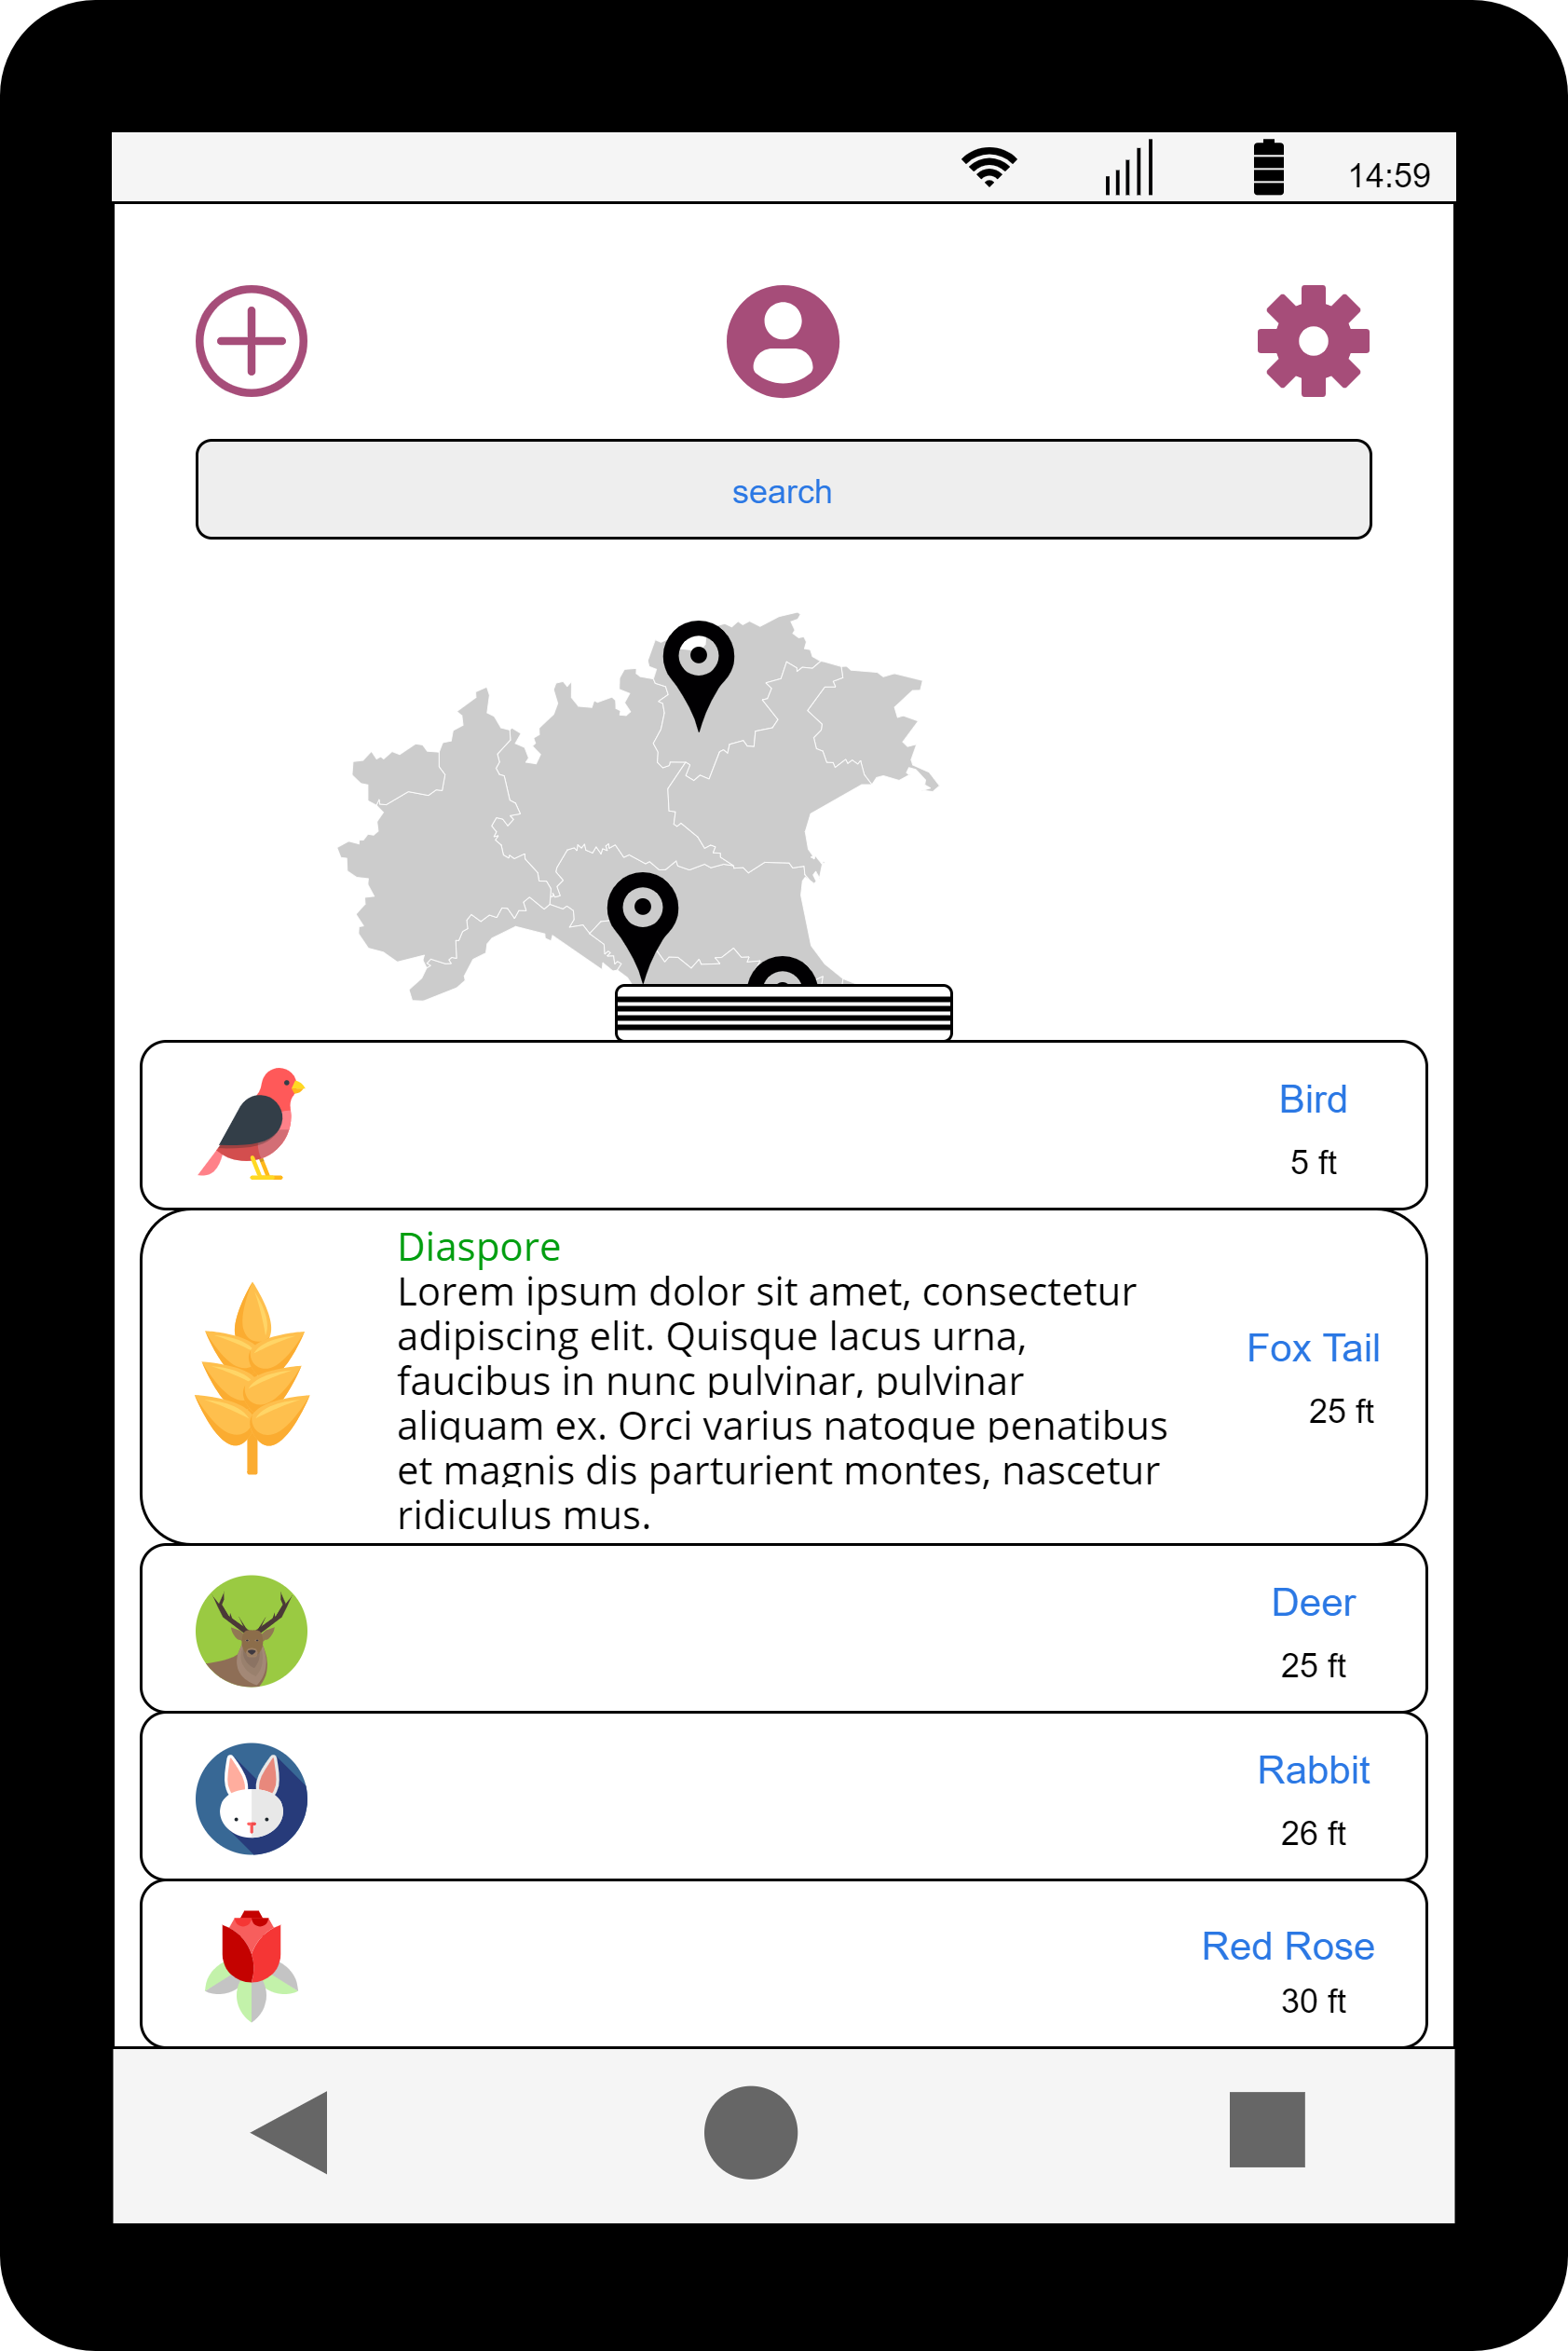 14:59
search
Bird
5 ft
Diaspore
Lorem ipsum dolor sit amet, consectetur
adipiscing elit. Quisque lacus urna,
faucibus in nunc pulvinar, pulvinar
aliquam ex. Orci varius natoque penatibus
et magnis dis parturient montes, nascetur
ridiculus mus.
Fox Tail
25 ft
Deer
25 ft
Rabbit
26 ft
Red Rose
30 ft